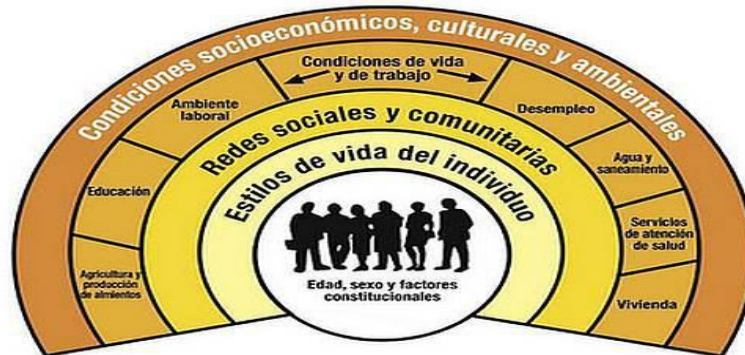 Condiciones socioeconómicos, culturales y ambientales
Condiciones de vida
y de trabajo
Ambiente
laboral
Desempleo
Redes sociales y comunitarias
Agua y
saneamiento
Estilos de vida del individuo
Educación
Servicios
de atención
de salud
Agricultura y
producción
de almientos
Edad, sexo y factores
constitucionales
Vivienda